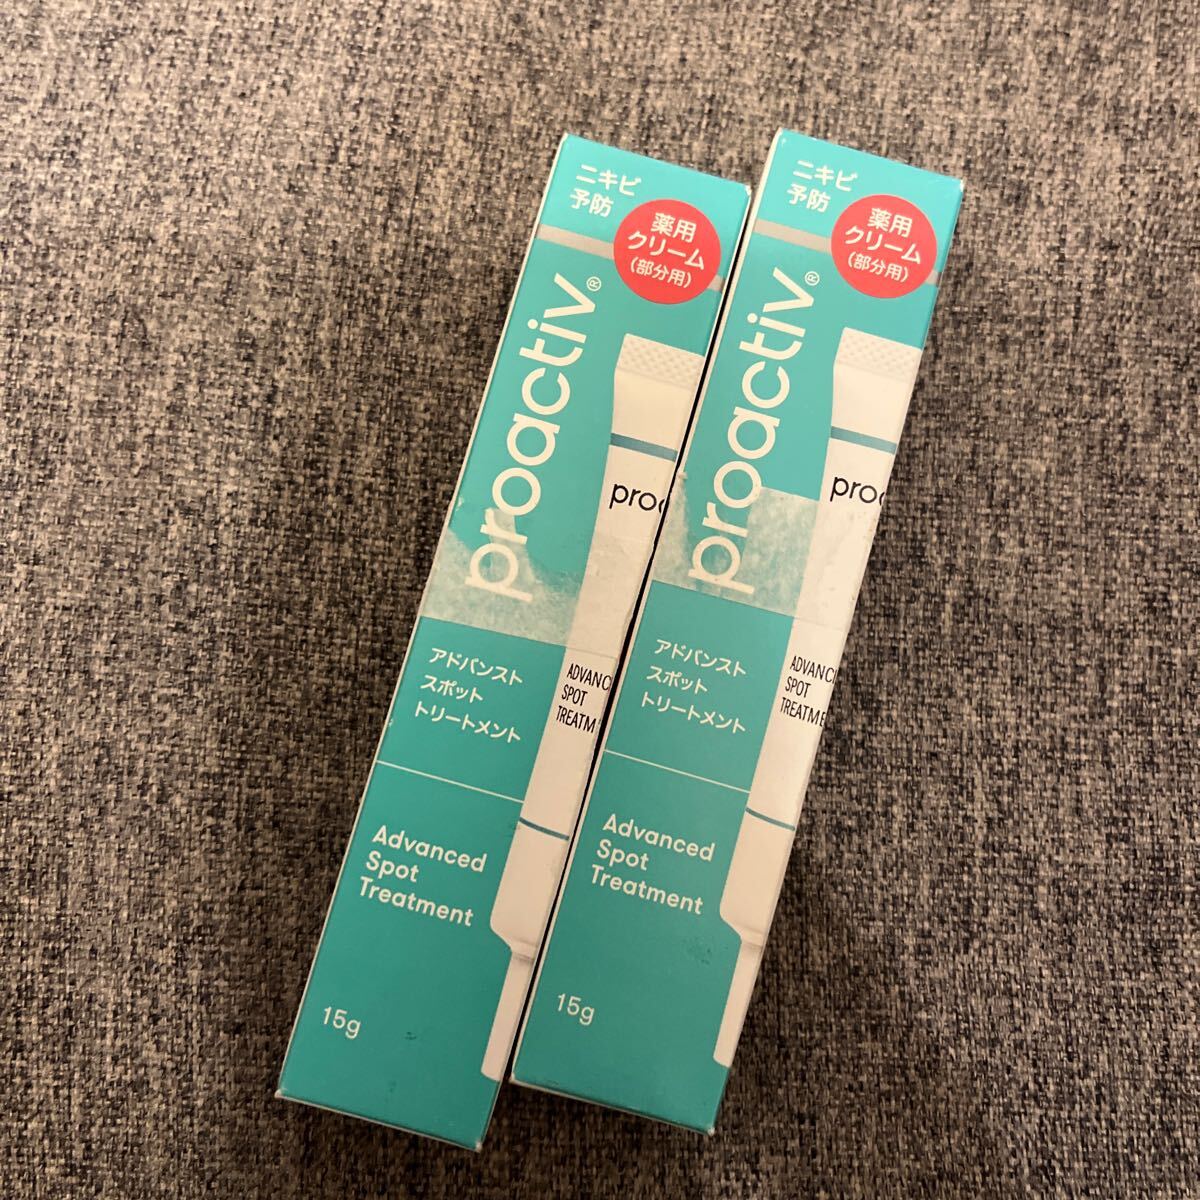 ニキビ
予防
薬用
クリーム
(部分用)
proactiv®
proa
アドバンスト
スポット
トリートメント
ADVANC
SPOT
TREATM
Advanced
Spot
Treatment
15g
ニキビ
予防
薬用
クリーム
(部分用)
proactiv®
proa
アドバンスト
スポット
トリートメント
ADVANC
SPOT
TREATME
Advanced
Spot
Treatment
15g